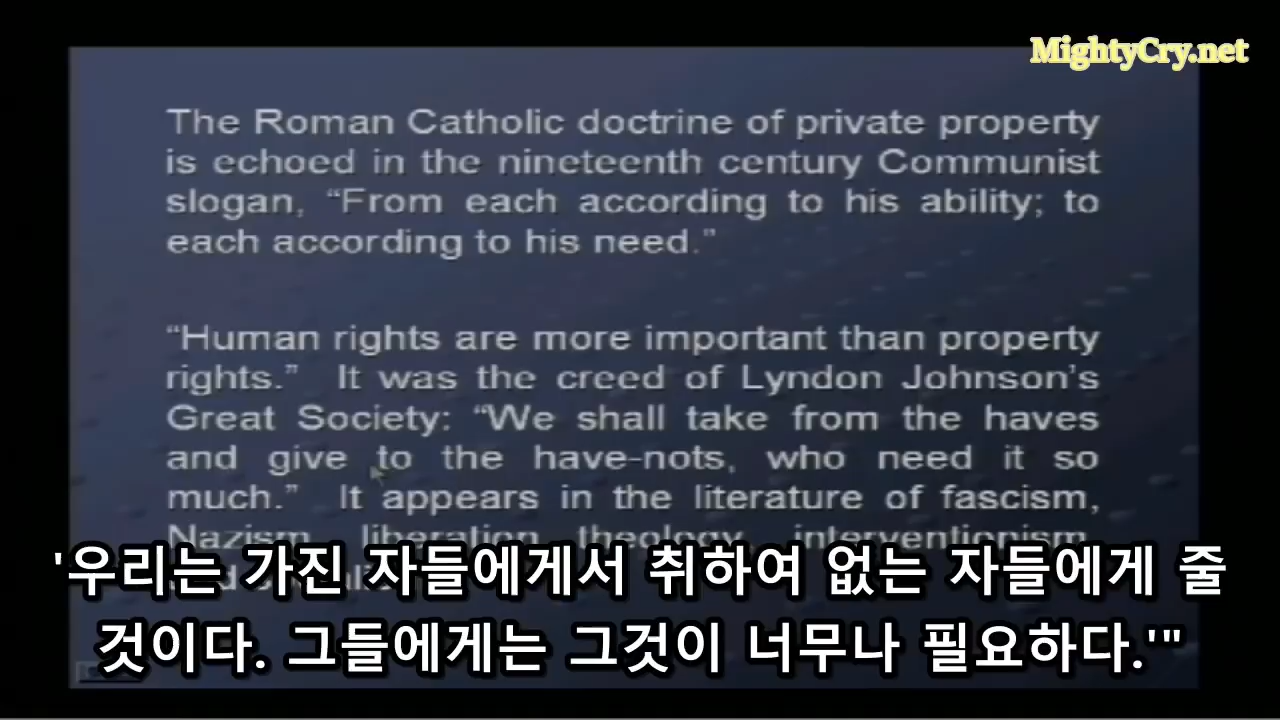 MightyCry.net
The Roman Catholic doctrine of private property
is echoed in the nineteenth century Communist
slogan, “From each according to his ability; to
each according to his need.”
“Human rights are more important than property
rights.”  It was the creed of Lyndon Johnson’s
Great Society: “We shall take from the haves
and give to the have-nots, who need it so
much.”  It appears in the literature of fascism,
Nazism, liberation theology, interventionism,
'우리는 가진 자들에게서 취하여 없는 자들에게 줄
것이다. 그들에게는 그것이 너무나 필요하다.'"